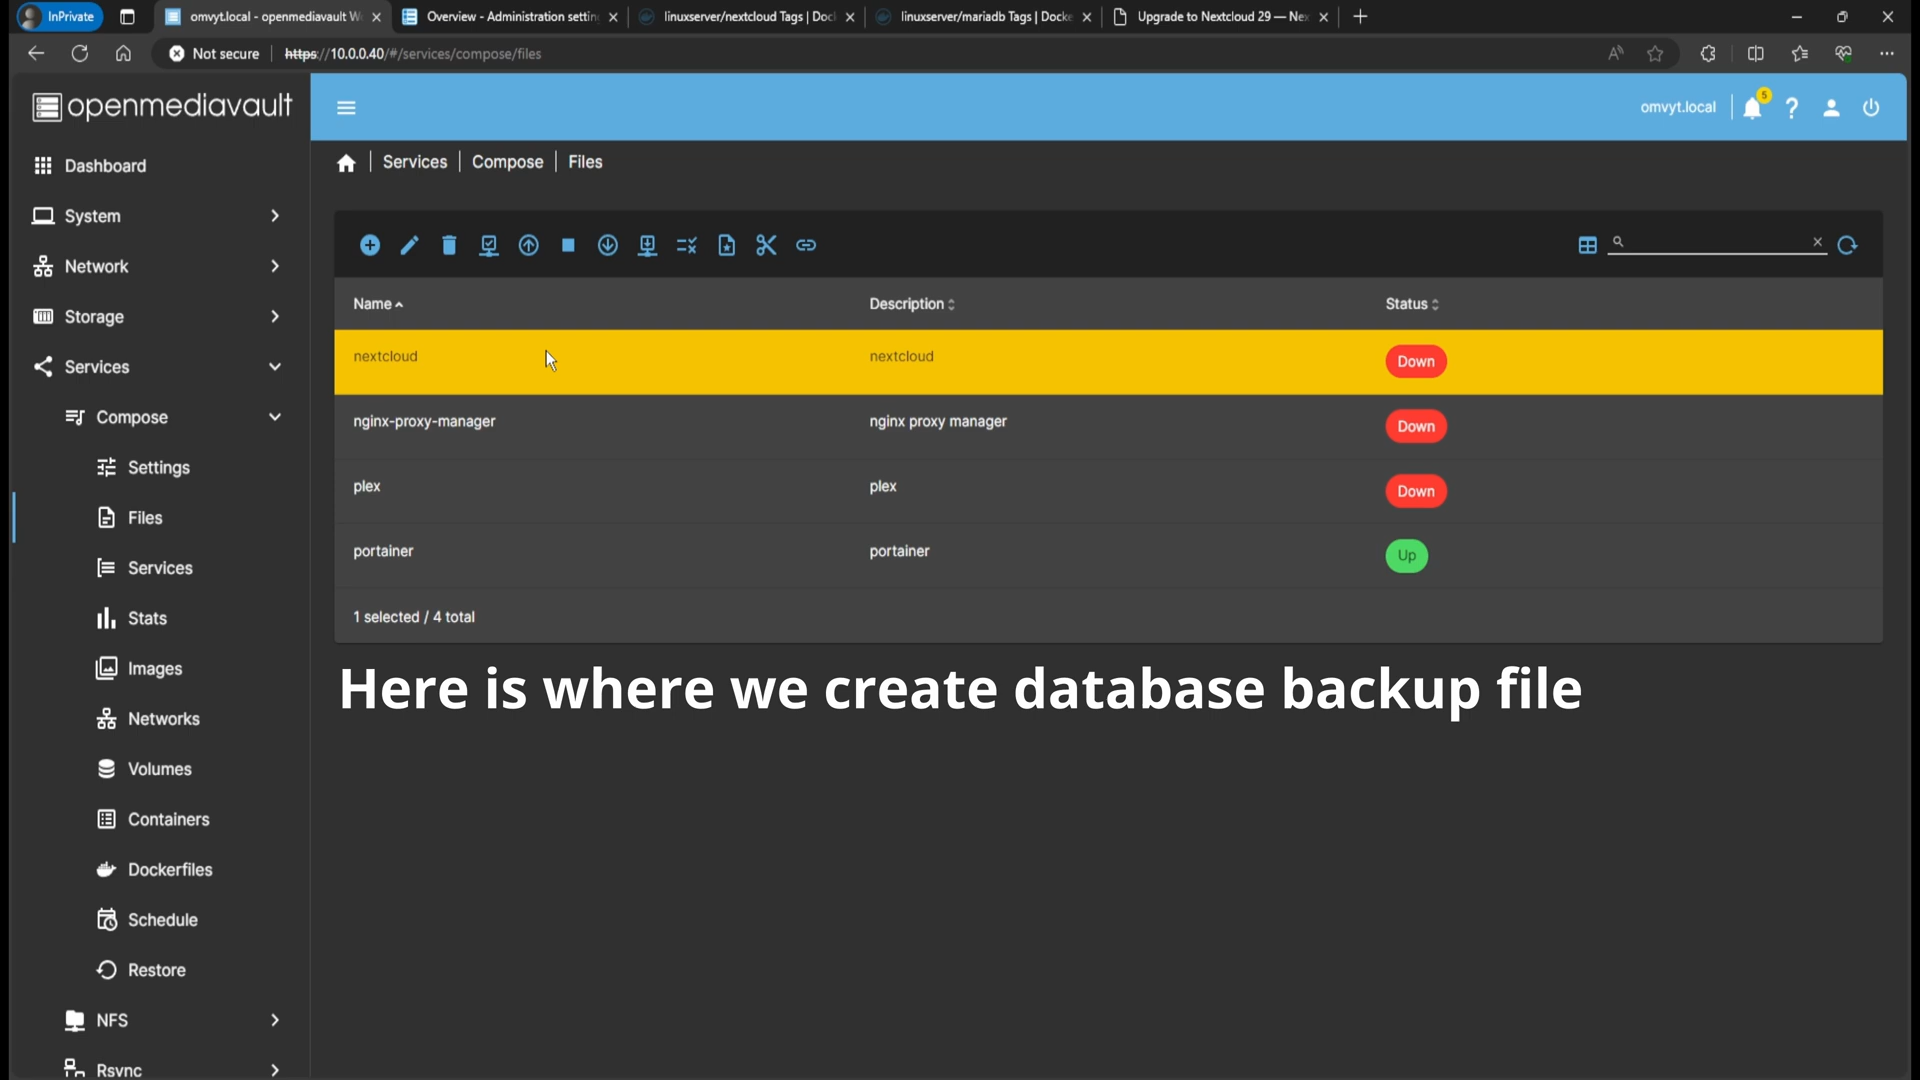 InPrivate
omvyt.local - openmediavault W
Overview - Administration settin
linuxserver/nextcloud Tags | Doc
linuxserver/mariadb Tags | Docke
Upgrade to Nextcloud 29 — Nex
Not secure
https://10.0.0.40/#/services/compose/files
openmediavault
omvyt.local
5
Dashboard
System
Network
Storage
Services
Compose
Settings
Files
Services
Stats
Images
Networks
Volumes
Containers
Dockerfiles
Schedule
Restore
NFS
Rsync
Services | Compose | Files
Name
Description
Status
nextcloud
nextcloud
Down
nginx-proxy-manager
nginx proxy manager
Down
plex
plex
Down
portainer
portainer
Up
1 selected / 4 total
Here is where we create database backup file